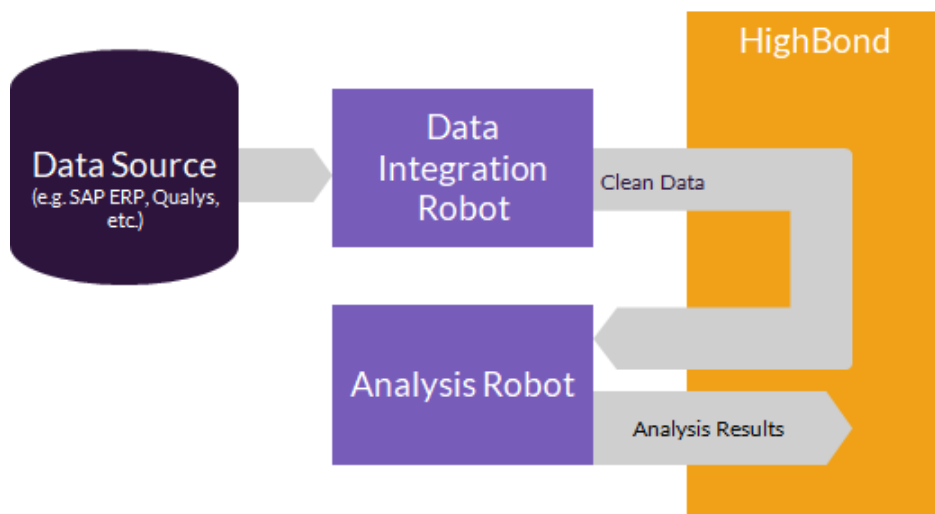 HighBond
Data Source
(e.g. SAP ERP, Qualys,
etc.)
Data
Integration
Robot
Clean Data
Analysis Robot
Analysis Results